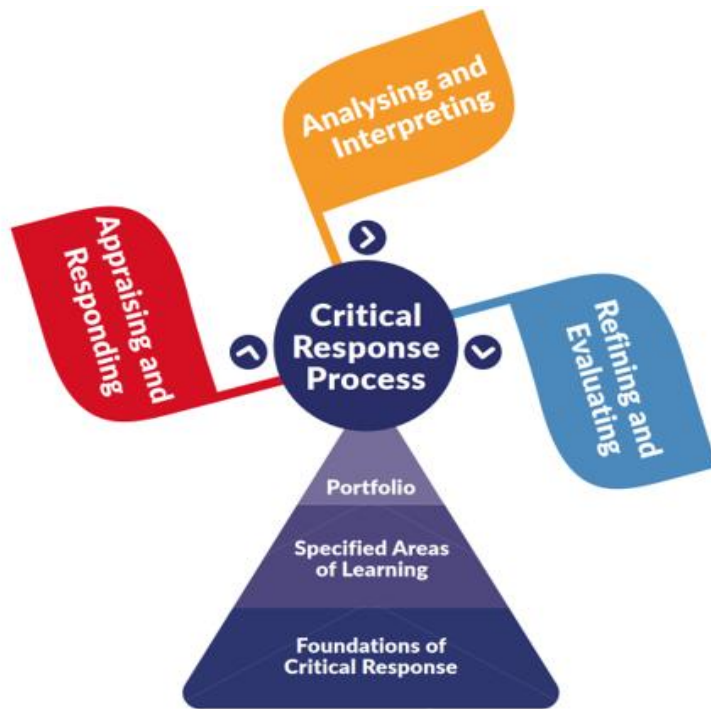 Analysing and
Interpreting
Appraising and
Responding
Critical
Response
Process
Refining and
Evaluating
Portfolio
Specified Areas
of Learning
Foundations of
Critical Response